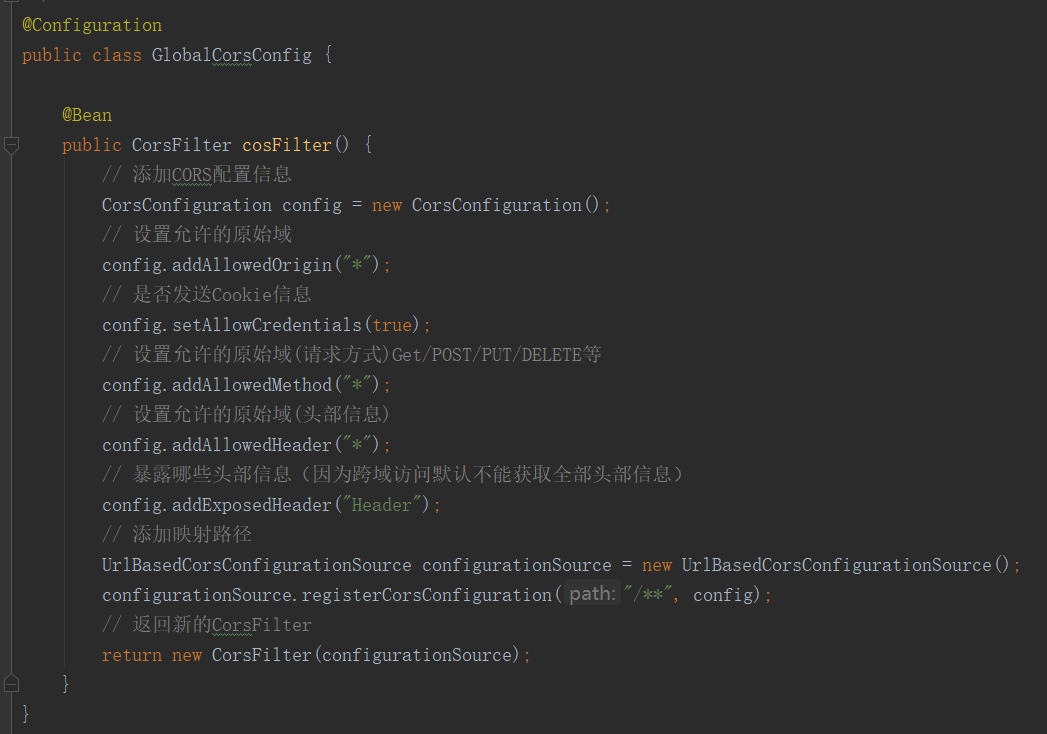 @Configuration
public class GlobalCorsConfig {
@Bean
public CorsFilter cosFilter() {
// 添加CORS配置信息
CorsConfiguration config = new CorsConfiguration();
// 设置允许的原始域
config.addAllowedOrigin("*");
// 是否发送Cookie信息
config.setAllowCredentials(true);
// 设置允许的原始域(请求方式)Get/POST/PUT/DELETE等
config.addAllowedMethod("*");
// 设置允许的原始域(头部信息)
config.addAllowedHeader("*");
// 暴露哪些头部信息（因为跨域访问默认不能获取全部头部信息）
config.addExposedHeader("Header");
// 添加映射路径
UrlBasedCorsConfigurationSource configurationSource = new UrlBasedCorsConfigurationSource();
configurationSource.registerCorsConfiguration( path: "/**", config);
// 返回新的CorsFilter
return new CorsFilter(configurationSource);
}
}